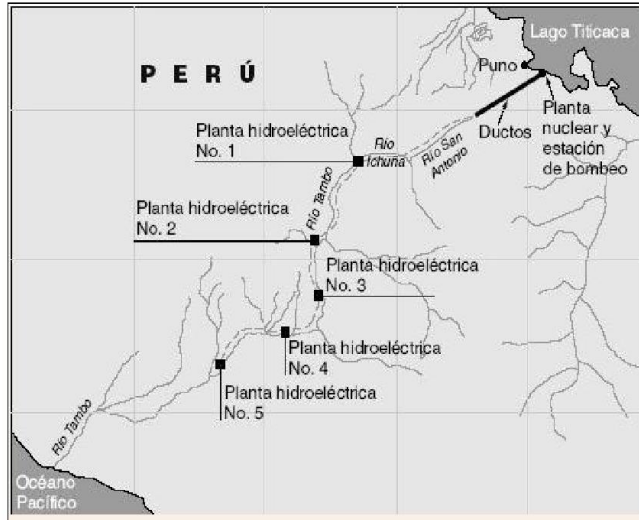 Lago Titicaca
PERÚ
Puno
Ductos
Planta
nuclear y
estación
de bombeo
Planta hidroeléctrica
No. 1
Río
Ichuña
Río San
Antonio
Río Tambo
Planta hidroeléctrica
No. 2
Planta hidroeléctrica
No. 3
Planta hidroeléctrica
No. 4
Planta hidroeléctrica
No. 5
Río Tambo
Océano
Pacífico